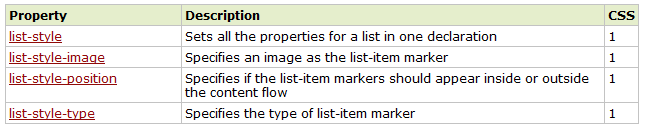 Property Description CSS
list-style Sets all the properties for a list in one declaration 1
list-style-image Specifies an image as the list-item marker 1
list-style-position Specifies if the list-item markers should appear inside or outside 1
the content flow
list-style-type Specifies the type of list-item marker 1